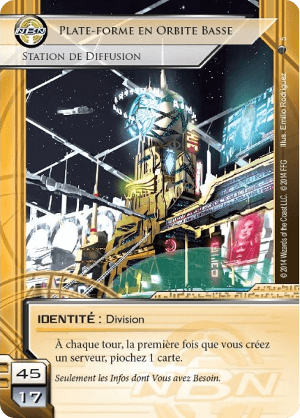 NBN
PLATE-FORME EN ORBITE BASSE
STATION DE DIFFUSION
5
Illus. Emilio Rodriguez
© 2014 Wizards of the Coast LLC. © 2014 FFG
IDENTITÉ : Division
À chaque tour, la première fois que vous créez
un serveur, piochez 1 carte.
Seulement les Infos dont Vous avez Besoin.
45
17